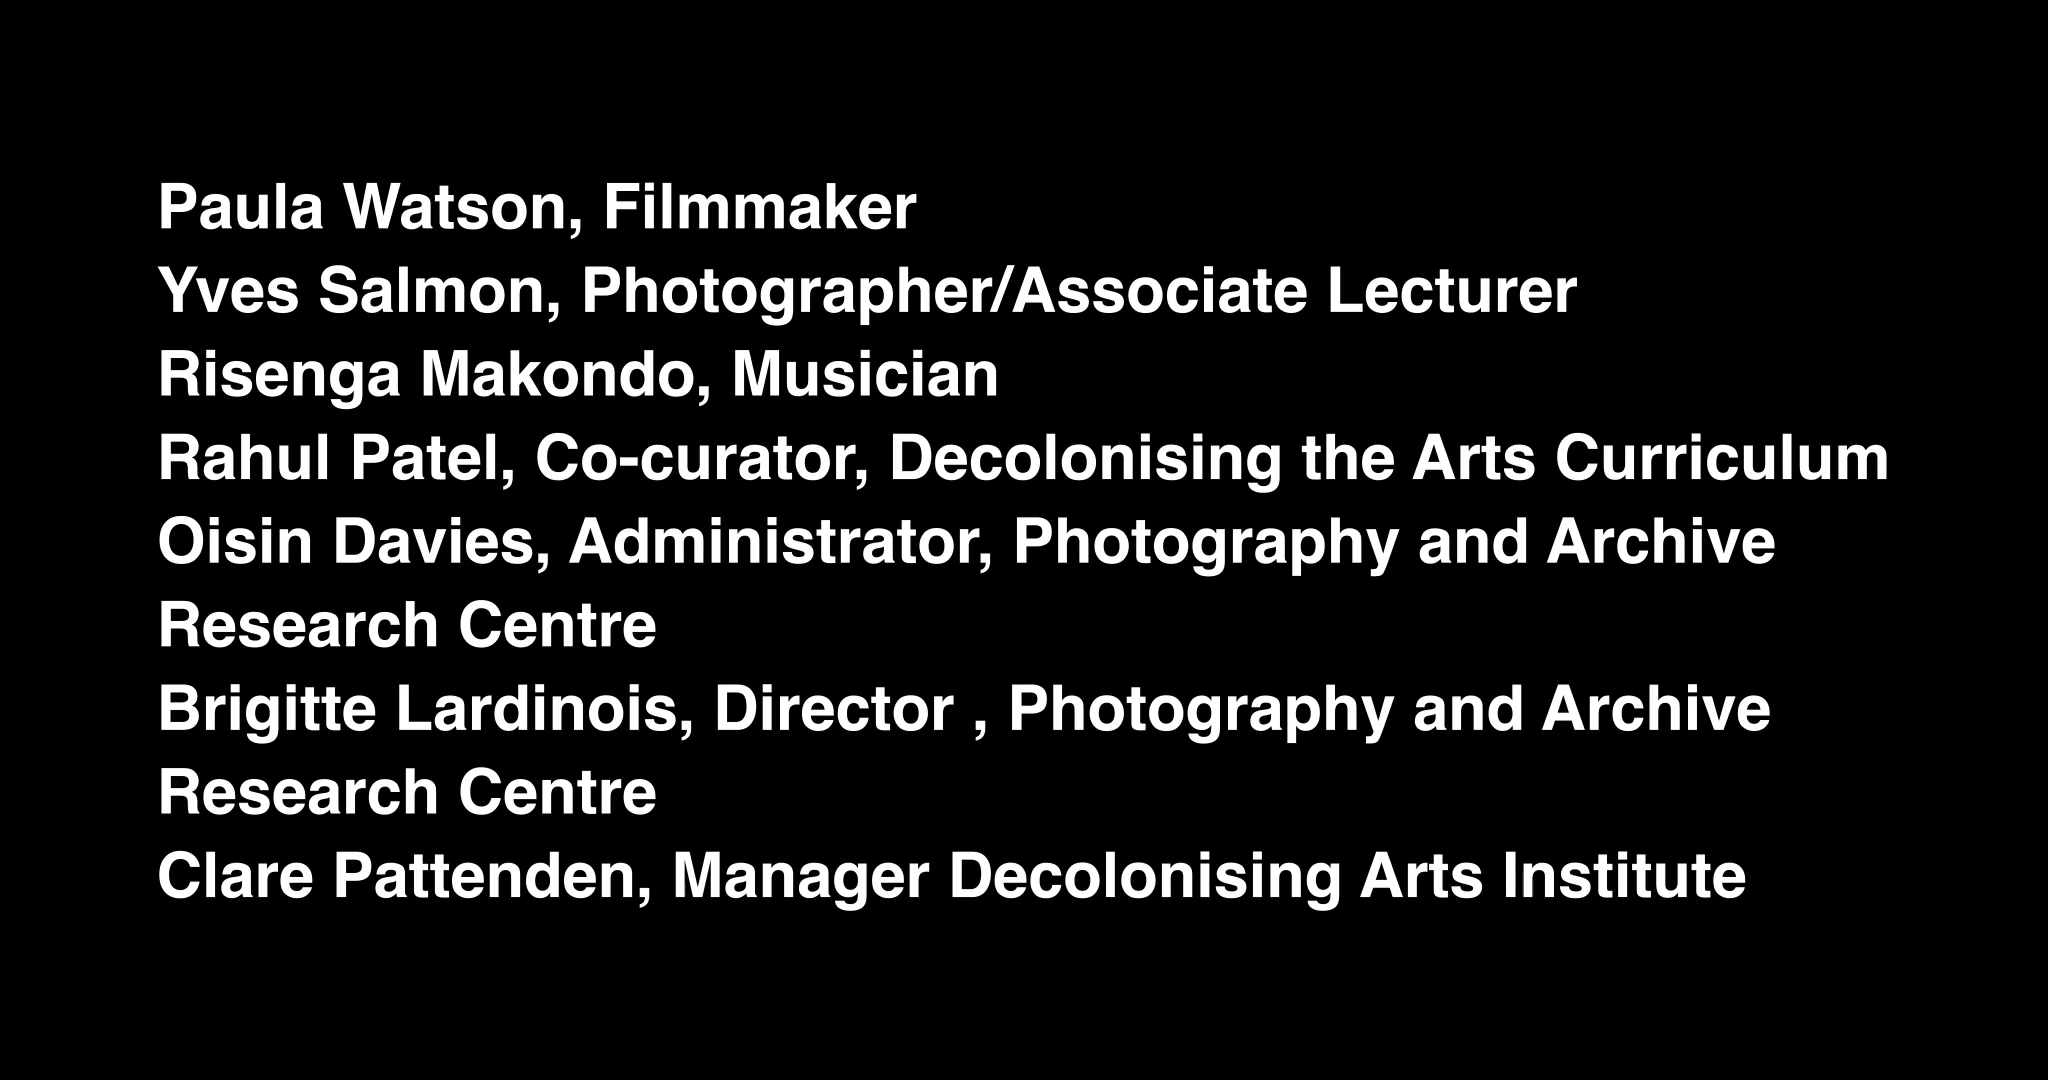 Paula Watson, Filmmaker
Yves Salmon, Photographer/Associate Lecturer
Risenga Makondo, Musician
Rahul Patel, Co-curator, Decolonising the Arts Curriculum
Oisin Davies, Administrator, Photography and Archive
Research Centre
Brigitte Lardinois, Director , Photography and Archive
Research Centre
Clare Pattenden, Manager Decolonising Arts Institute